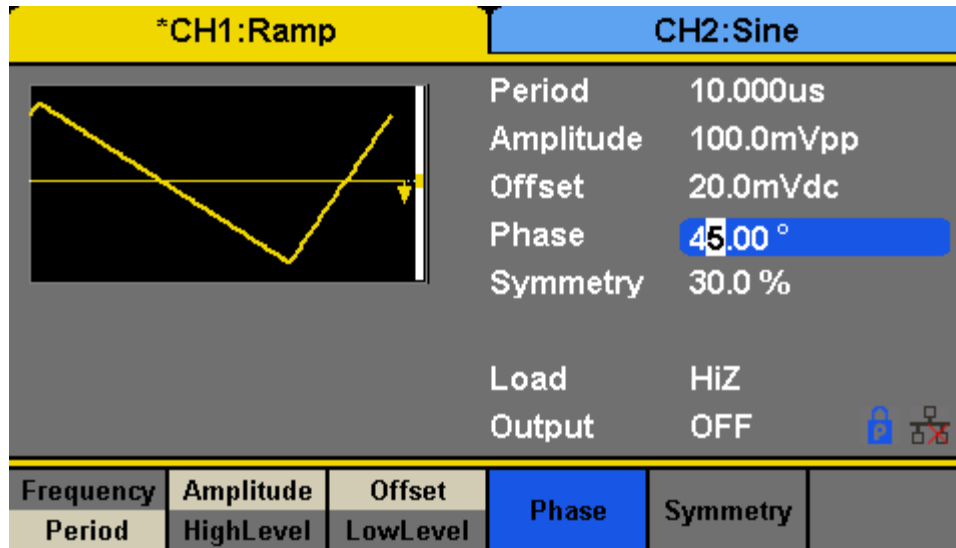 *CH1:Ramp
CH2:Sine
Period 10.000us
Amplitude 100.0mVpp
Offset 20.0mVdc
Phase 45.00 °
Symmetry 30.0 %
Load HiZ
Output OFF
P
Frequency Amplitude Offset Phase Symmetry
Period HighLevel LowLevel